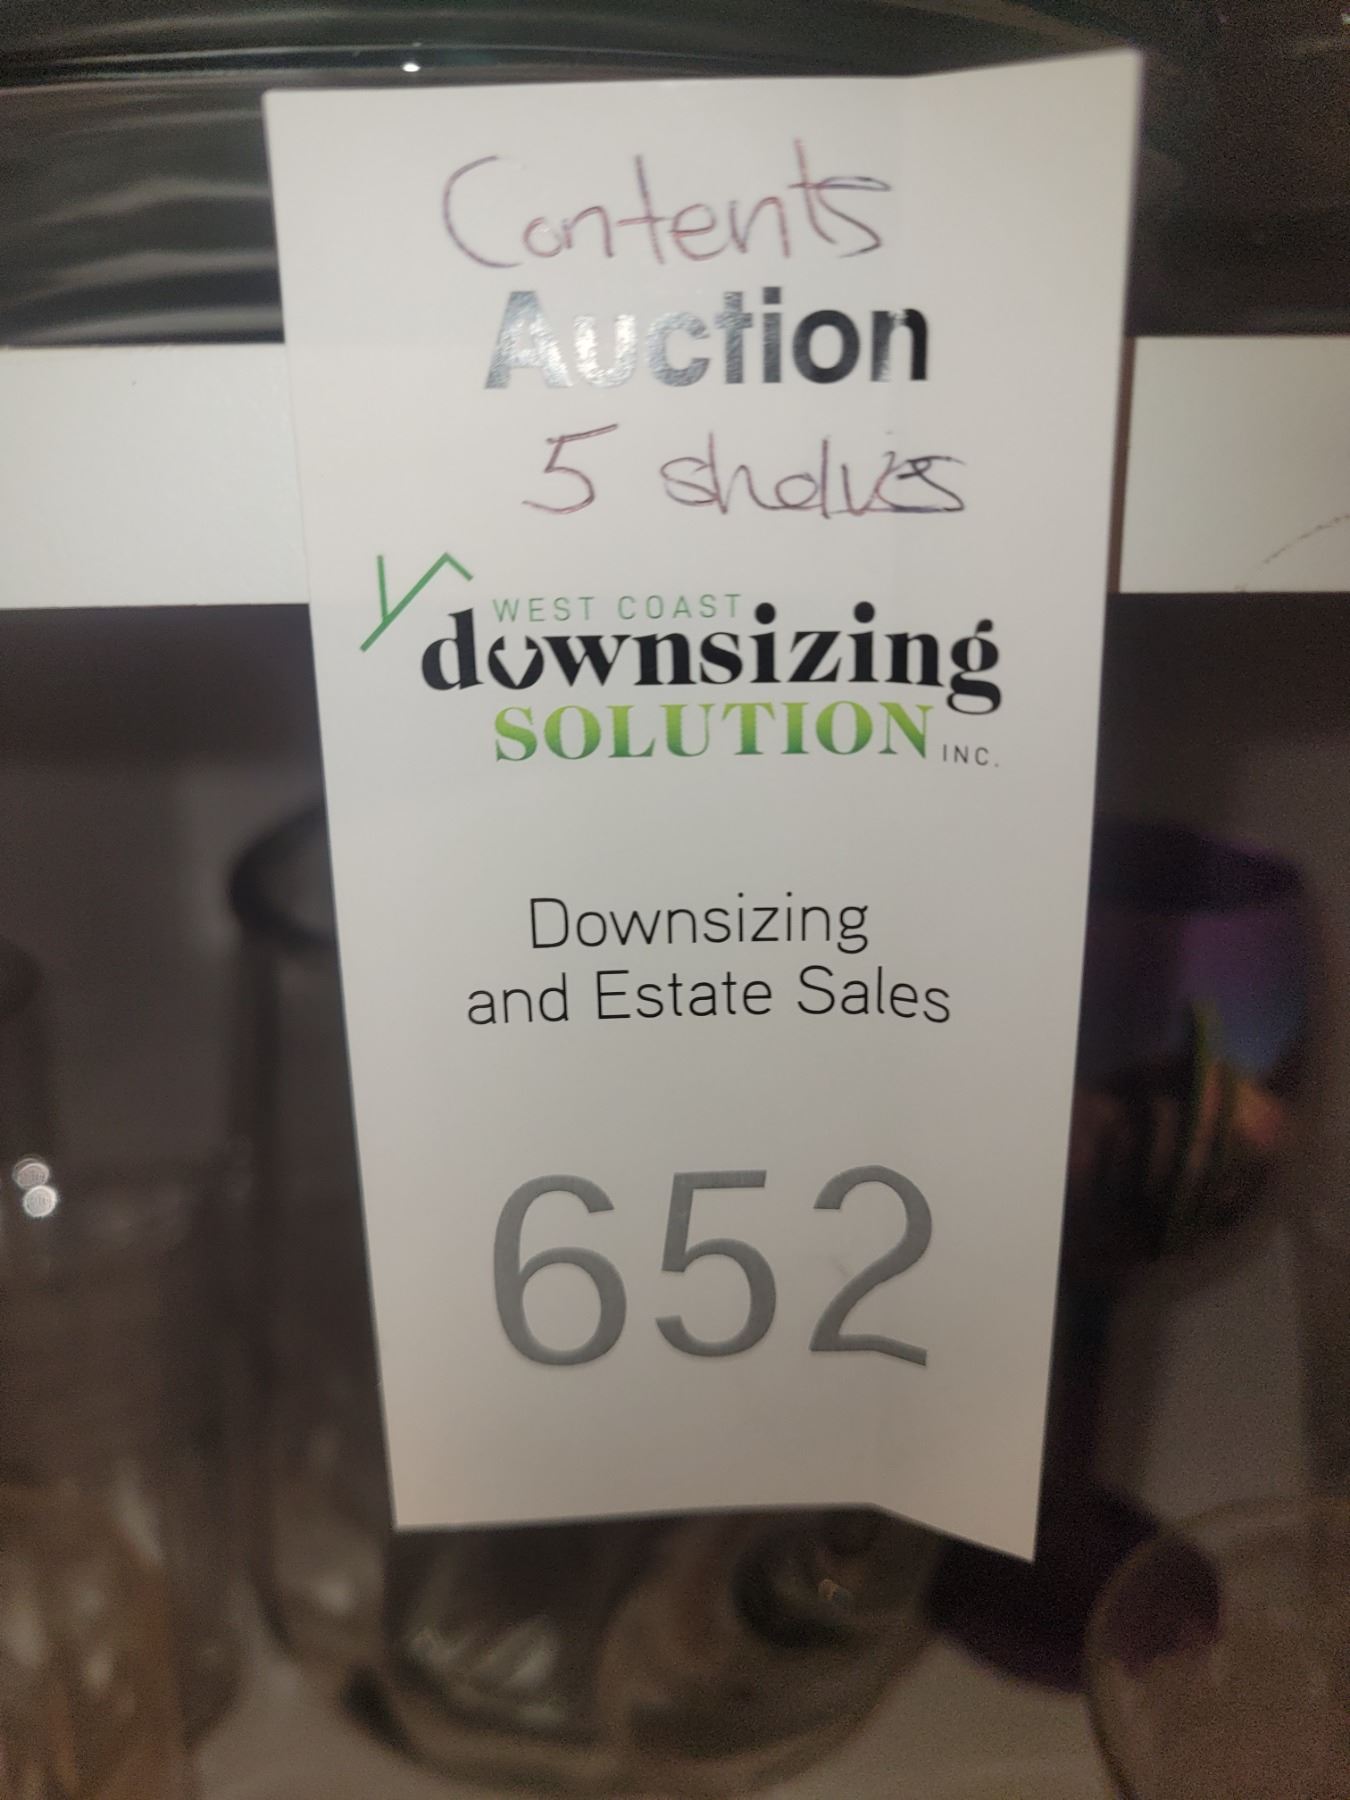 Contents
Auction
5 shelves
WEST COAST
downsizing
SOLUTION INC.
Downsizing
and Estate Sales
652